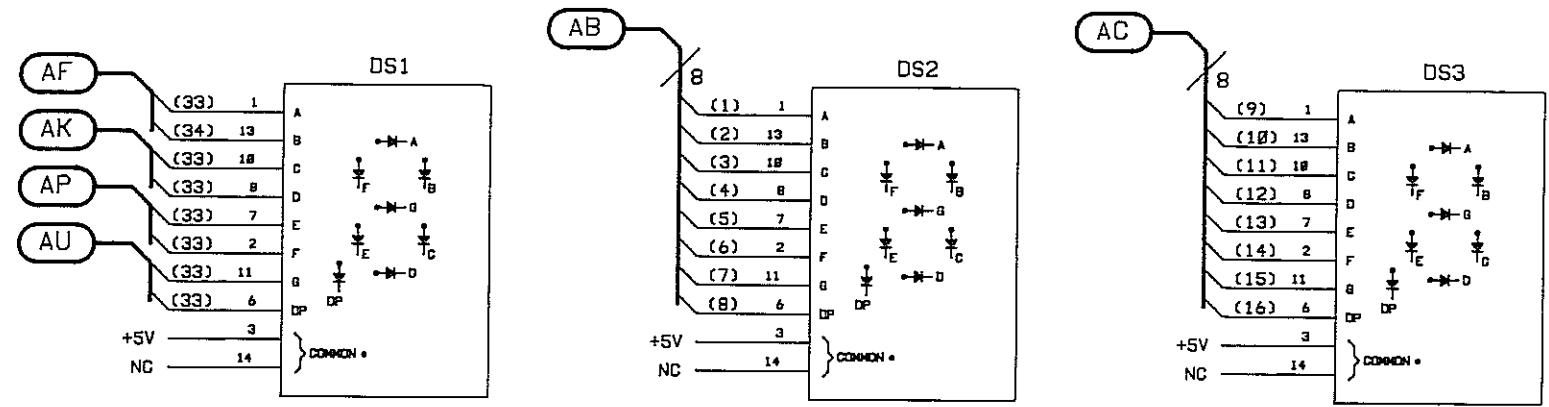 AF
AK
AP
AU
DS1
(33) 1 A
(34) 13 B
(33) 10 C
(33) 8 D
(33) 7 E
(33) 2 F
(33) 11 G
(33) 6 DP
+5V 3
NC 14
COMMON
A
F B
G
E C
D
DP
AB
8
DS2
(1) 1 A
(2) 13 B
(3) 10 C
(4) 8 D
(5) 7 E
(6) 2 F
(7) 11 G
(8) 6 DP
+5V 3
NC 14
COMMON
A
F B
G
E C
D
DP
AC
8
DS3
(9) 1 A
(10) 13 B
(11) 10 C
(12) 8 D
(13) 7 E
(14) 2 F
(15) 11 G
(16) 6 DP
+5V 3
NC 14
COMMON
A
F B
G
E C
D
DP